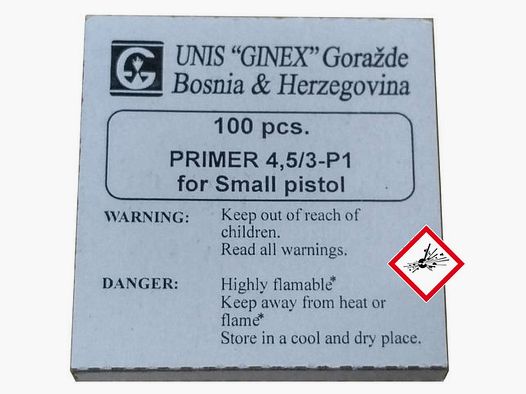 UNIS "GINEX" Goražde
Bosnia & Herzegovina
100 pcs.
PRIMER 4,5/3-P1
for Small pistol
WARNING: Keep out of reach of
children.
Read all warnings.
DANGER: Highly flamable*
Keep away from heat or
flame*
Store in a cool and dry place.